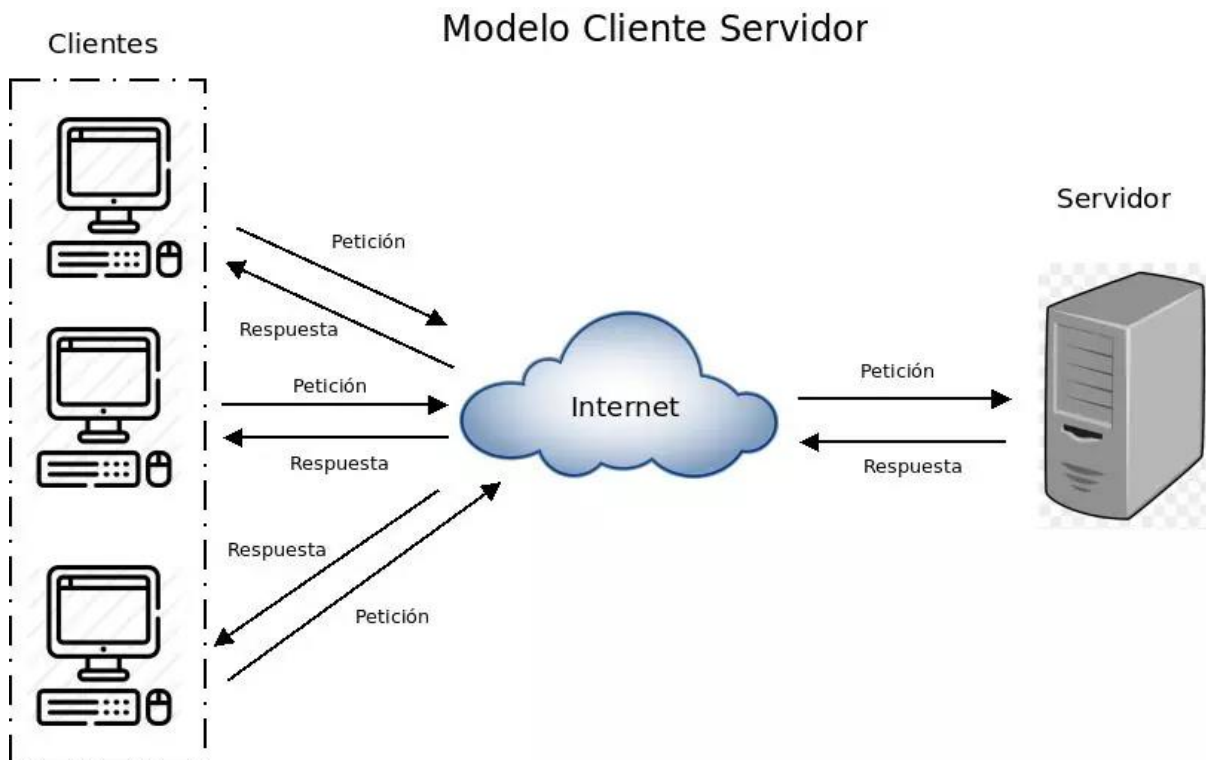 Modelo Cliente Servidor
Clientes
Servidor
Petición
Respuesta
Petición
Petición
Internet
Respuesta
Respuesta
Respuesta
Petición